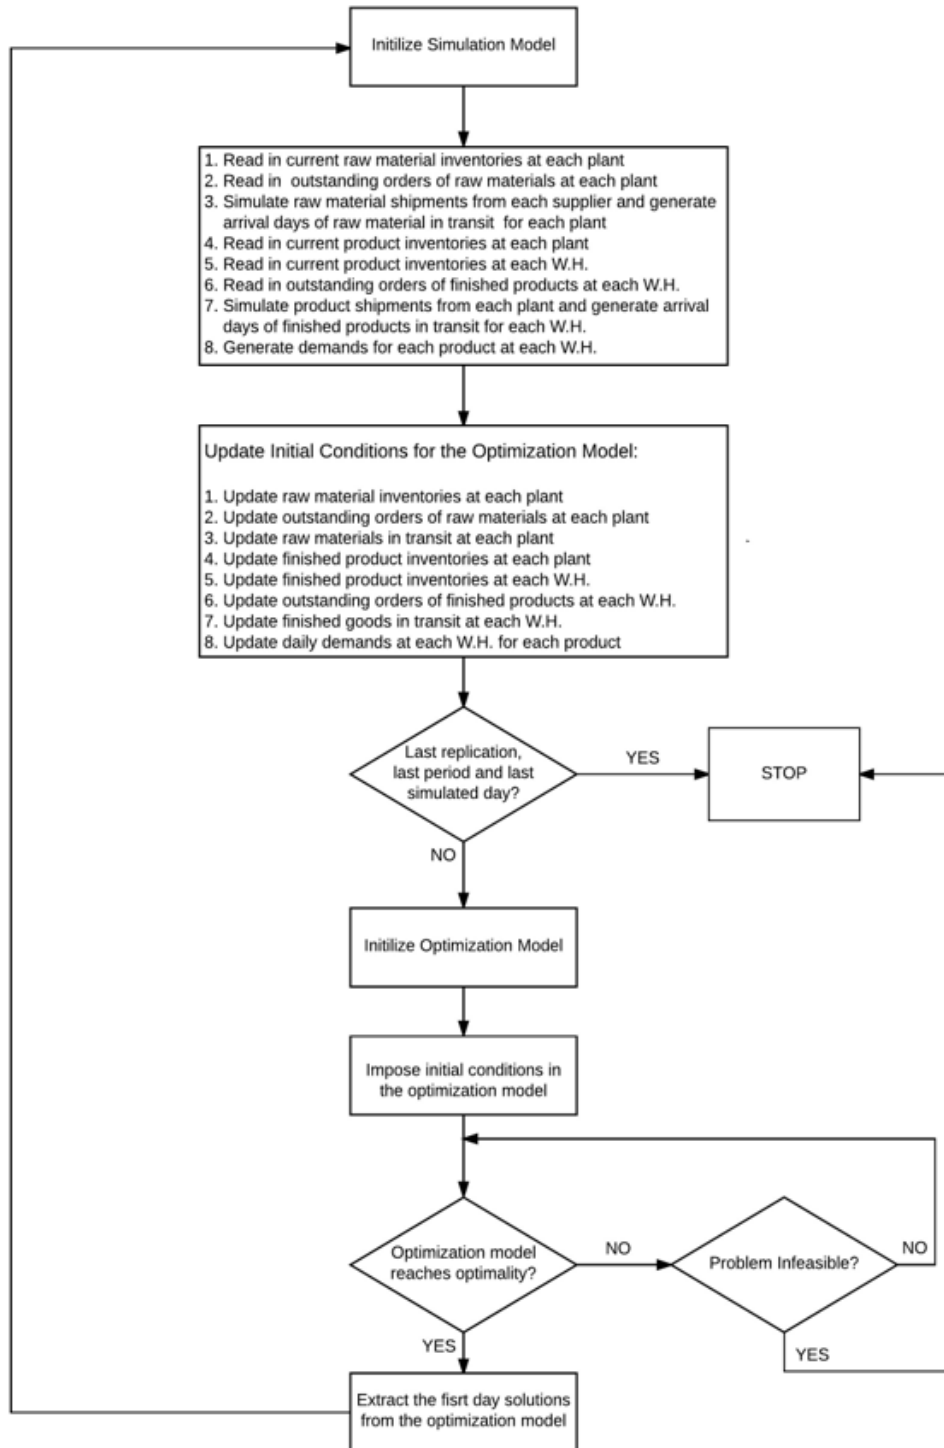 Initilize Simulation Model
1. Read in current raw material inventories at each plant
2. Read in outstanding orders of raw materials at each plant
3. Simulate raw material shipments from each supplier and generate
arrival days of raw material in transit for each plant
4. Read in current product inventories at each plant
5. Read in current product inventories at each W.H.
6. Read in outstanding orders of finished products at each W.H.
7. Simulate product shipments from each plant and generate arrival
days of finished products in transit for each W.H.
8. Generate demands for each product at each W.H.
Update Initial Conditions for the Optimization Model:
1. Update raw material inventories at each plant
2. Update outstanding orders of raw materials at each plant
3. Update raw materials in transit at each plant
4. Update finished product inventories at each plant
5. Update finished product inventories at each W.H.
6. Update outstanding orders of finished products at each W.H.
7. Update finished goods in transit at each W.H.
8. Update daily demands at each W.H. for each product
Last replication,
last period and last
simulated day?
YES
STOP
NO
Initilize Optimization Model
Impose initial conditions in
the optimization model
Optimization model
reaches optimality?
NO
Problem Infeasible?
NO
YES
YES
Extract the fisrt day solutions
from the optimization model